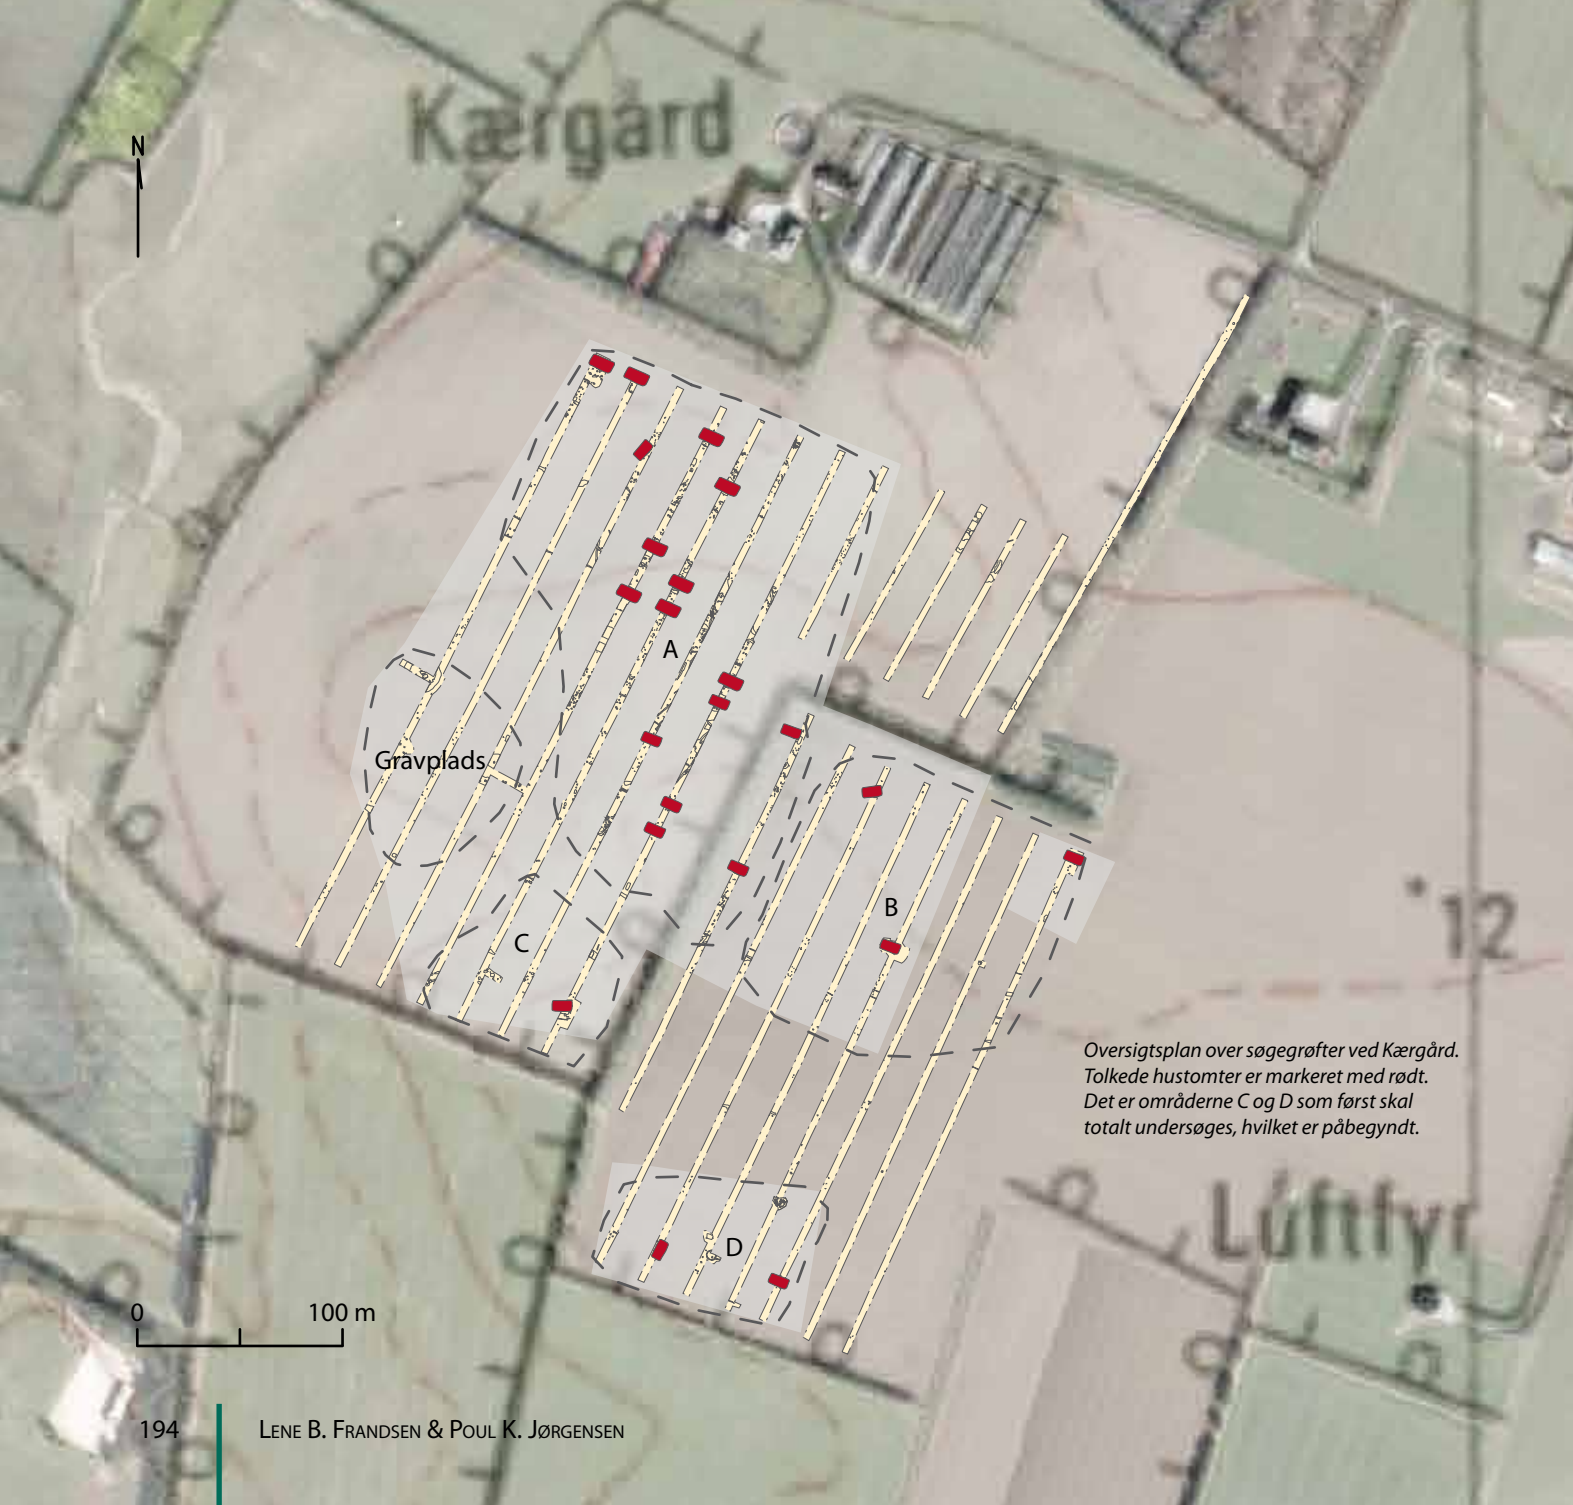 Kærgård
N
A
Gravplads
B
C
12
Oversigtsplan over søgegrøfter ved Kærgård.
Tolkede hustomter er markeret med rødt.
Det er områderne C og D som først skal
totalt undersøges, hvilket er påbegyndt.
Luftfyr
D
0 100 m
194 Lene B. Frandsen & Poul K. Jørgensen